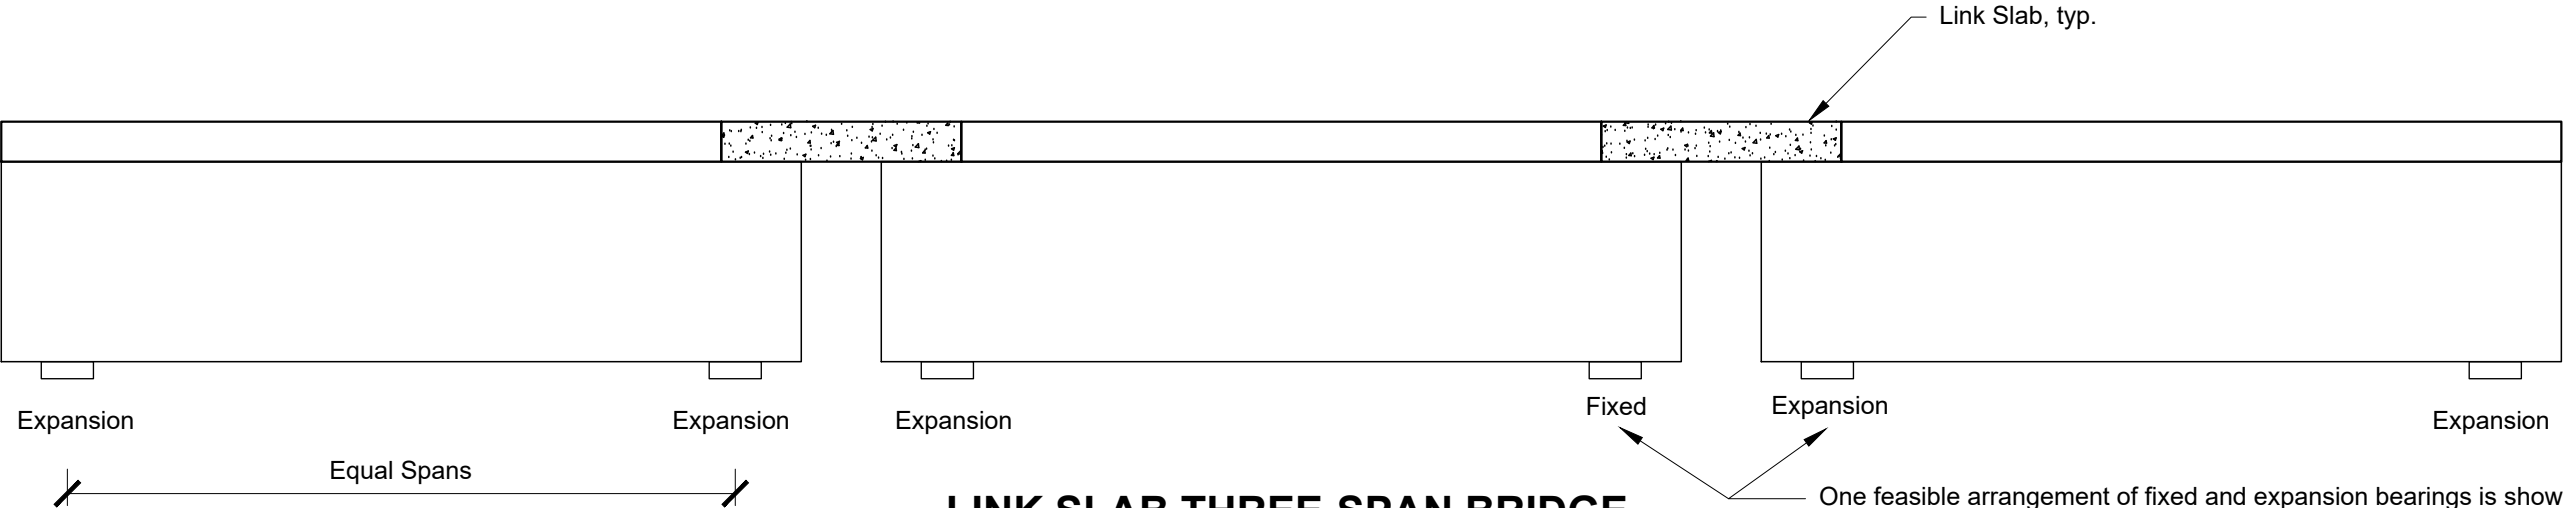 Link Slab, typ.
Expansion
Expansion
Expansion
Fixed
Expansion
Expansion
Equal Spans
LINK SLAB THREE SPAN BRIDGE
One feasible arrangement of fixed and expansion bearings is show